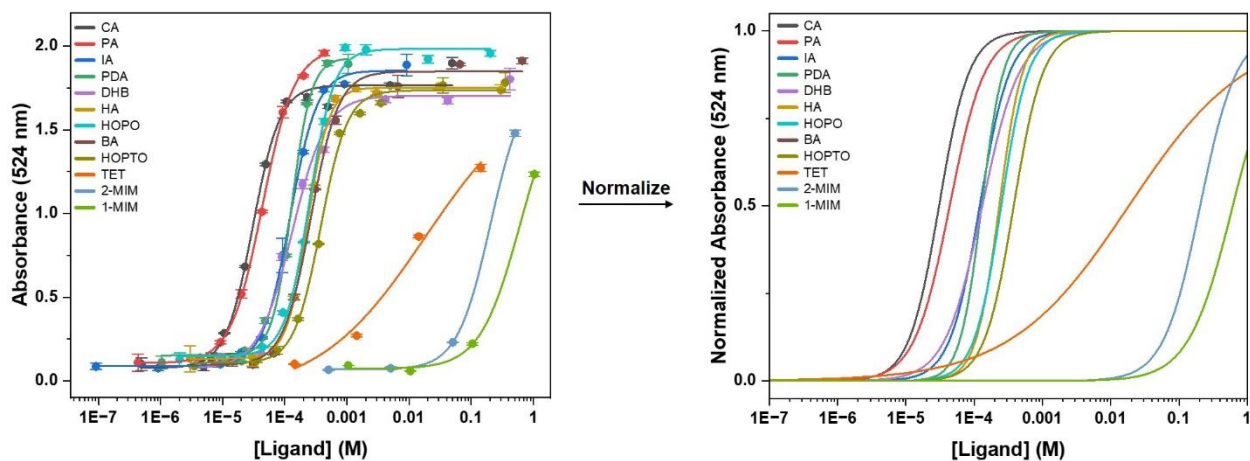 CA
PA
IA
PDA
DHB
HA
HOPO
BA
HOPTO
TET
2-MIM
1-MIM
Absorbance (524 nm)
2.0
1.5
1.0
0.5
0.0
1E-7 1E-6 1E-5 1E-4 0.001 0.01 0.1 1
[Ligand] (M)
Normalize
CA
PA
IA
PDA
DHB
HA
HOPO
BA
HOPTO
TET
2-MIM
1-MIM
Normalized Absorbance (524 nm)
1.0
0.5
0.0
1E-7 1E-6 1E-5 1E-4 0.001 0.01 0.1 1
[Ligand] (M)